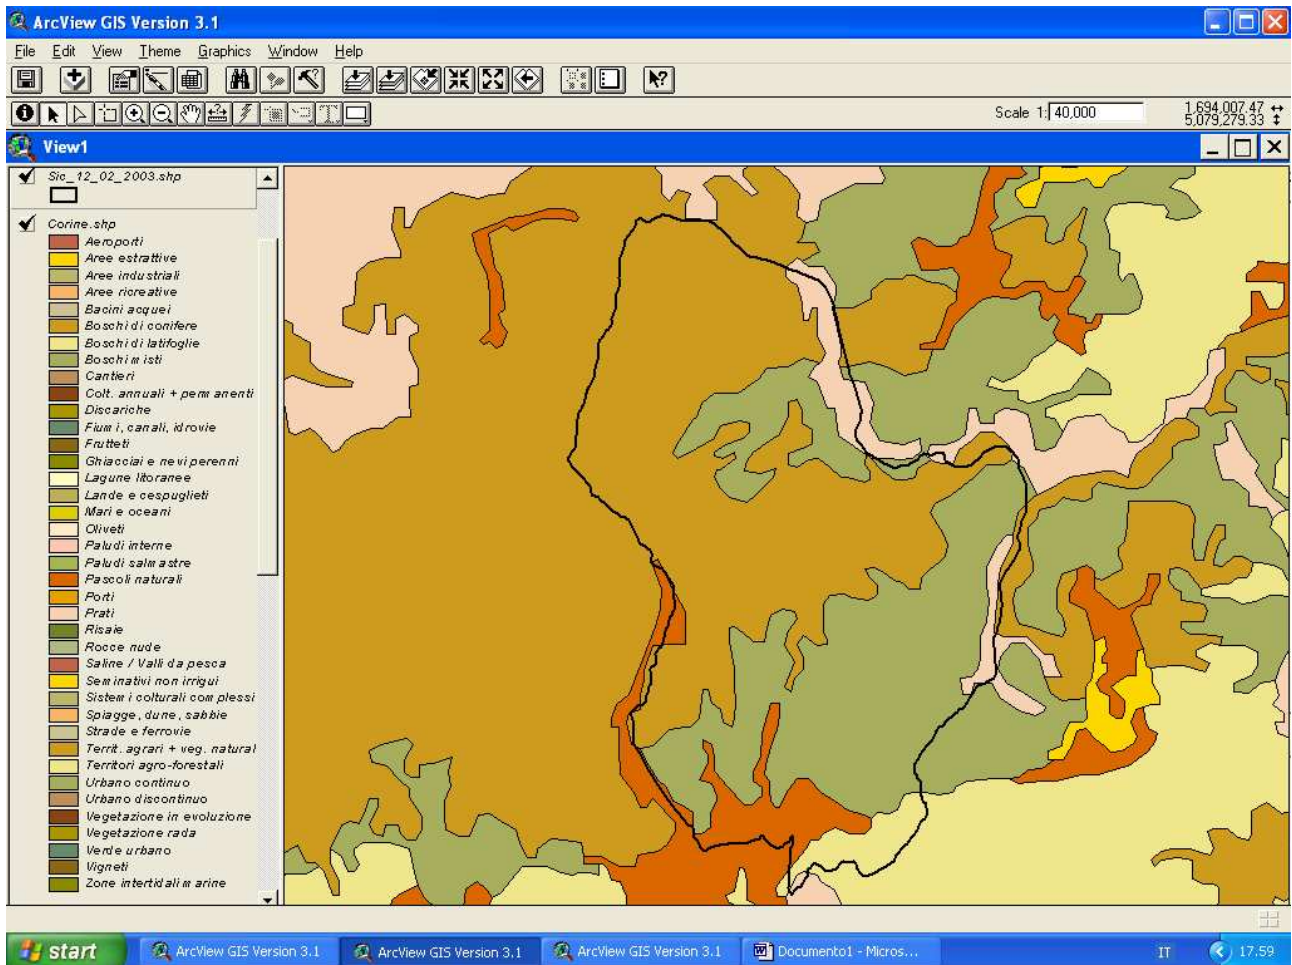 ArcView GIS Version 3.1
File Edit View Theme Graphics Window Help
Scale 1: 40,000
1,694,007.47
5,079,279.33
View1
Sic_12_02_2003.shp
Corine.shp
Aeroporti
Aree estrattive
Aree industriali
Aree ricreative
Bacini acquei
Boschi di conifere
Boschi di latifoglie
Boschi misti
Cantieri
Colt. annuali + permanenti
Discariche
Fiumi, canali, idrovie
Frutteti
Ghiacciai e nevi perenni
Lagune litoranee
Lande e cespuglieti
Mari e oceani
Oliveti
Paludi interne
Paludi salmastre
Pascoli naturali
Porti
Prati
Risaie
Rocce nude
Saline / Valli da pesca
Seminativi non irrigui
Sistemi colturali complessi
Spiagge, dune, sabbie
Strade e ferrovie
Territ. agrari + veg. natural
Territori agro-forestali
Urbano continuo
Urbano discontinuo
Vegetazione in evoluzione
Vegetazione rada
Verde urbano
Vigneti
Zone intertidali marine
start ArcView GIS Version 3.1 ArcView GIS Version 3.1 ArcView GIS Version 3.1 Documento1 - Micros... IT 17.59